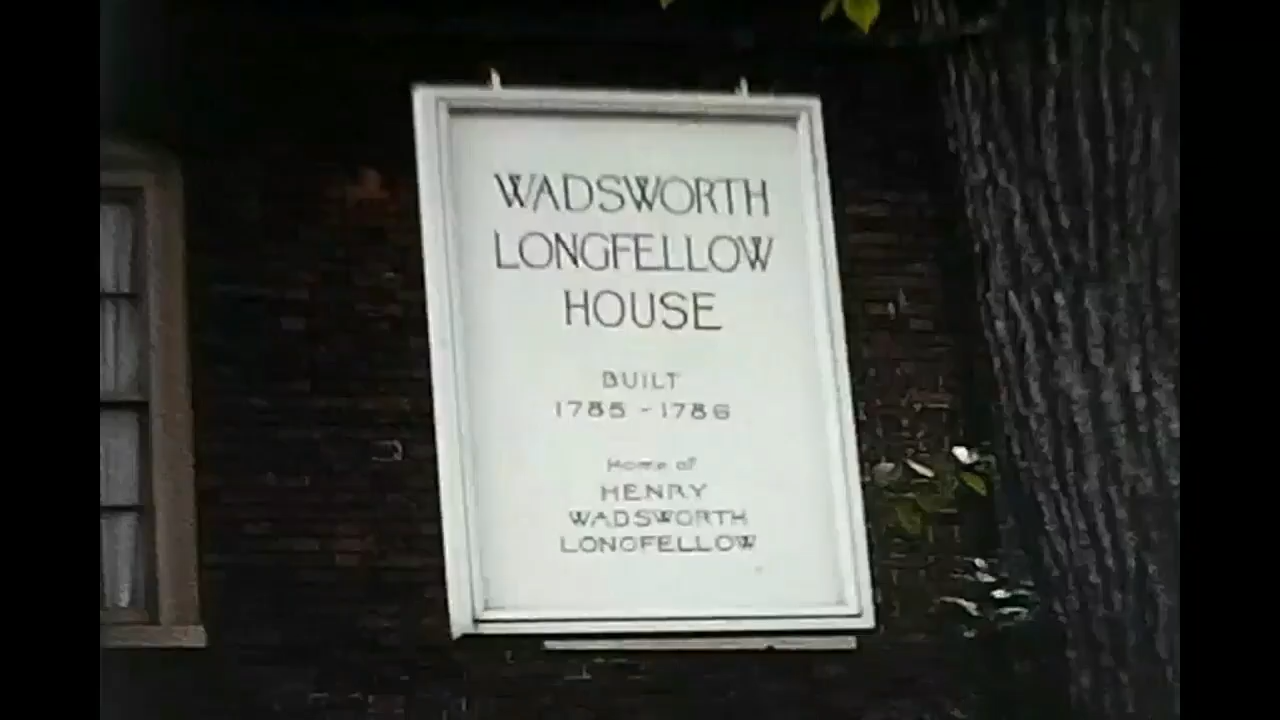 WADSWORTH
LONGFELLOW
HOUSE
BUILT
1785 - 1786
Home of
HENRY
WADSWORTH
LONGFELLOW